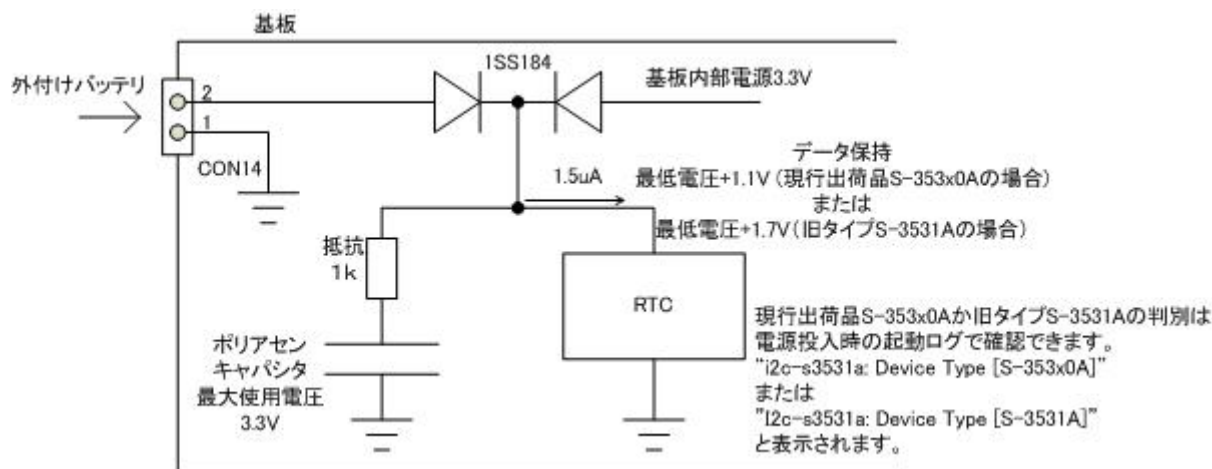 基板
1SS184
外付けバッテリ
基板内部電源3.3V
2
1
CON14
データ保持
1.5uA
最低電圧+1.1V（現行出荷品S-353x0Aの場合）
または
最低電圧+1.7V（旧タイプS-3531Aの場合）
抵抗
1k
RTC
ポリアセン
キャパシタ
最大使用電圧
3.3V
現行出荷品S-353x0Aか旧タイプS-3531Aの判別は
電源投入時の起動ログで確認できます。
“i2c-s3531a: Device Type [S-353x0A]”
または
”I2c-s3531a: Device Type [S-3531A]”
と表示されます。